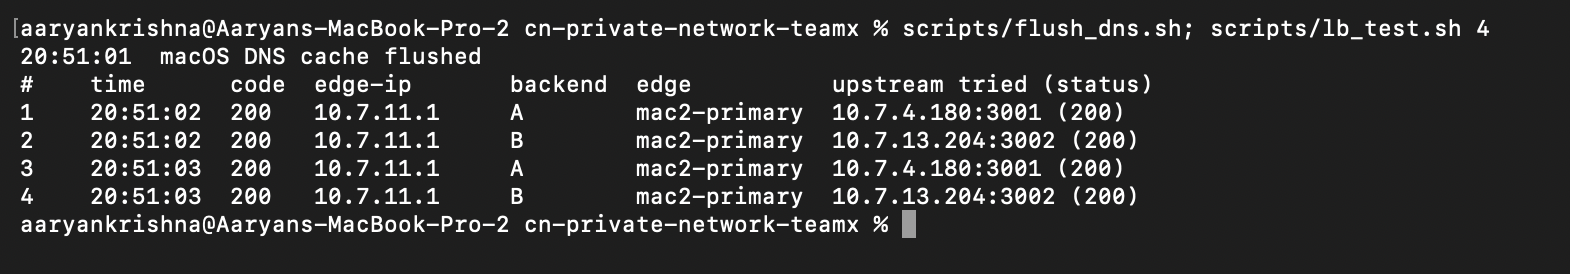 [aaryankrishna@Aaryans-MacBook-Pro-2 cn-private-network-teamx % scripts/flush_dns.sh; scripts/lb_test.sh 4
20:51:01  macOS DNS cache flushed
#    time      code  edge-ip       backend  edge          upstream tried (status)
1    20:51:02  200   10.7.11.1     A        mac2-primary  10.7.4.180:3001 (200)
2    20:51:02  200   10.7.11.1     B        mac2-primary  10.7.13.204:3002 (200)
3    20:51:03  200   10.7.11.1     A        mac2-primary  10.7.4.180:3001 (200)
4    20:51:03  200   10.7.11.1     B        mac2-primary  10.7.13.204:3002 (200)
aaryankrishna@Aaryans-MacBook-Pro-2 cn-private-network-teamx %